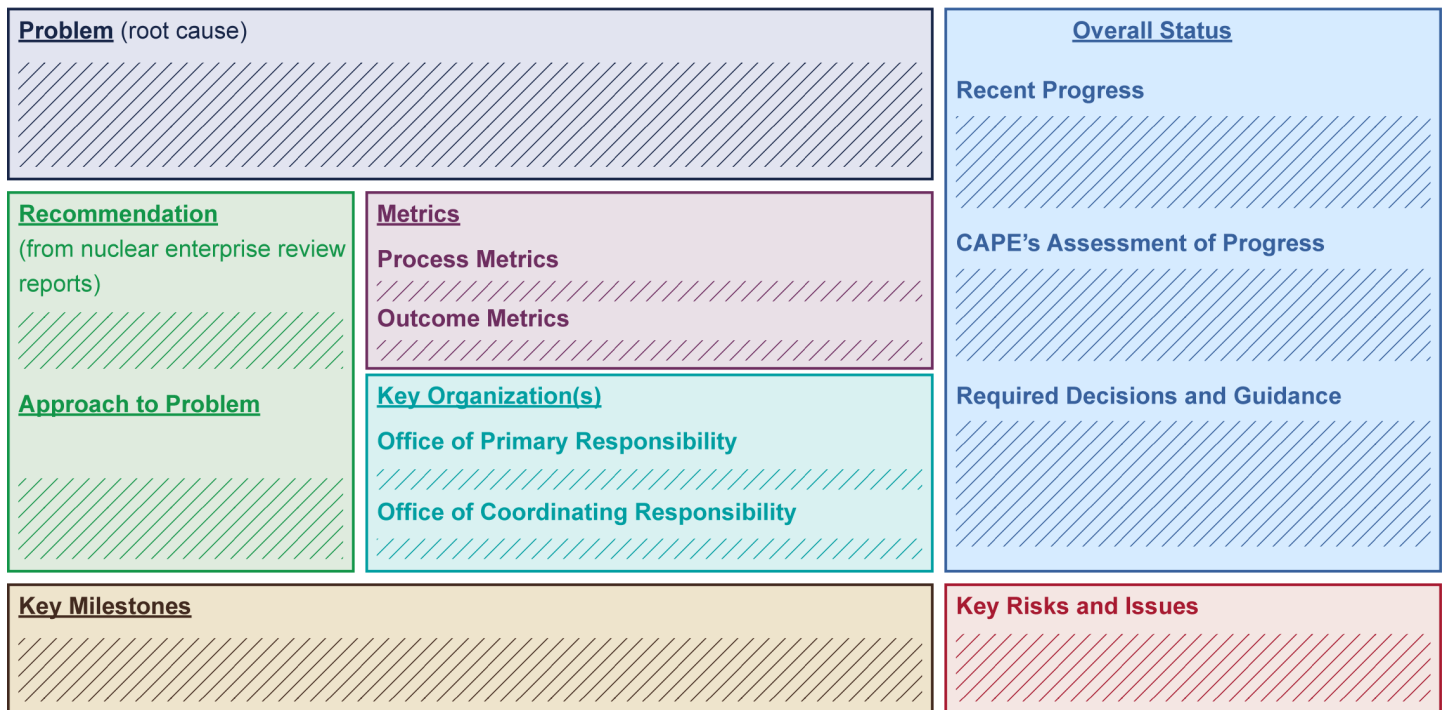 Problem (root cause)
Recommendation
(from nuclear enterprise review
reports)
Approach to Problem
Metrics
Process Metrics
Outcome Metrics
Key Organization(s)
Office of Primary Responsibility
Office of Coordinating Responsibility
Overall Status
Recent Progress
CAPE’s Assessment of Progress
Required Decisions and Guidance
Key Milestones
Key Risks and Issues